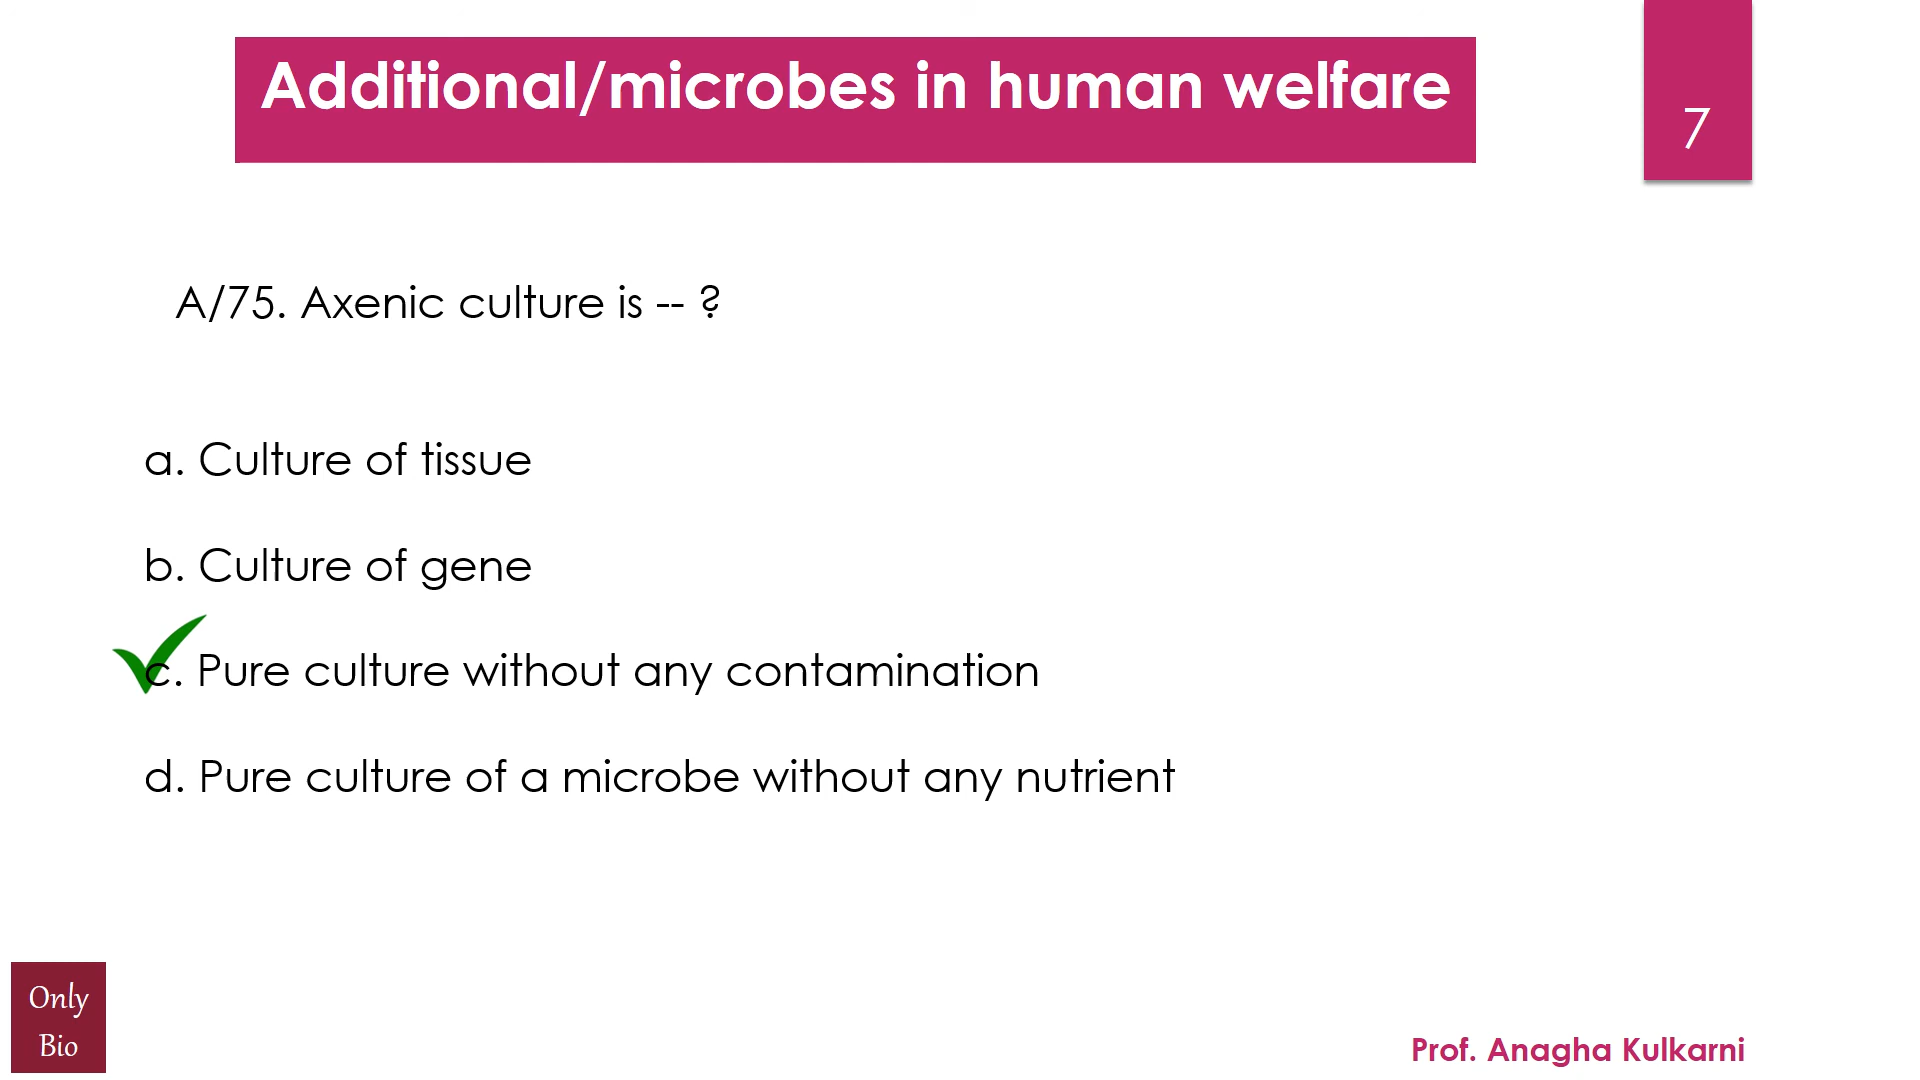 Additional/microbes in human welfare
7
A/75. Axenic culture is -- ?
a. Culture of tissue
b. Culture of gene
c. Pure culture without any contamination
d. Pure culture of a microbe without any nutrient
Only
Bio
Prof. Anagha Kulkarni